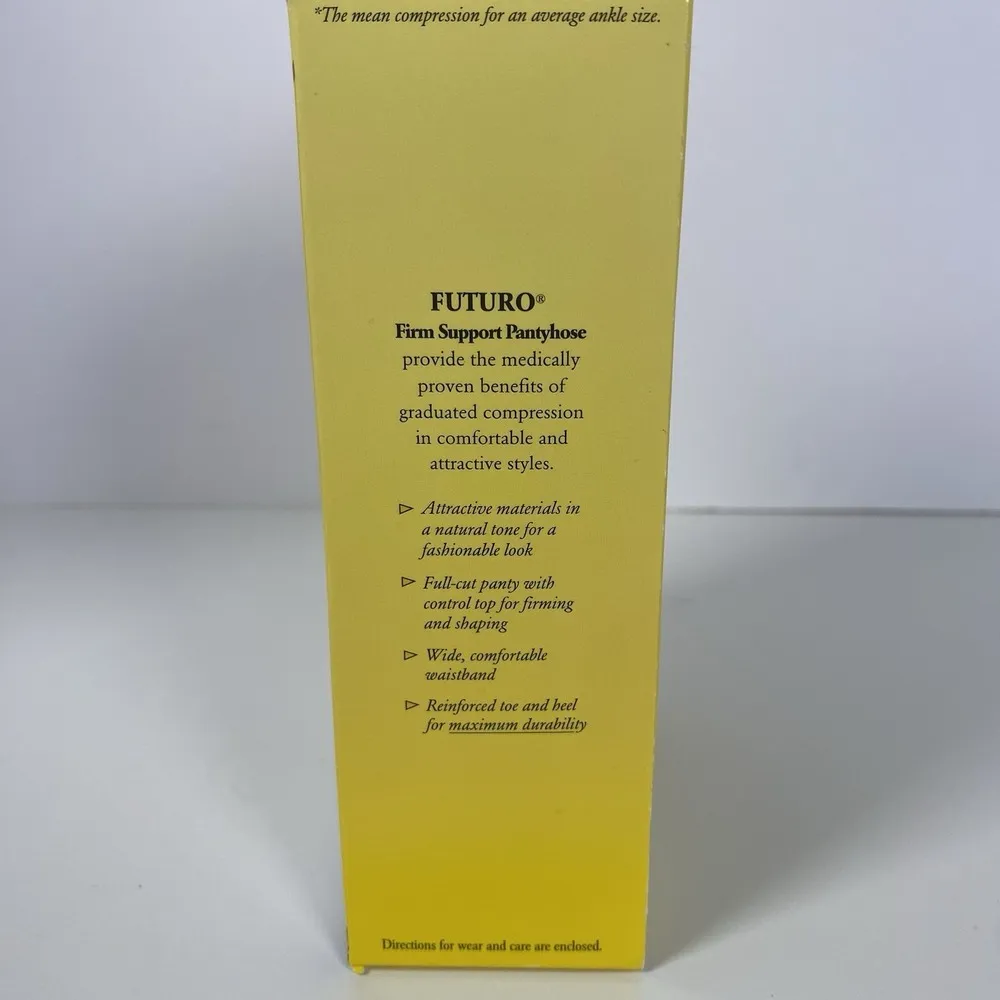 *The mean compression for an average ankle size.
FUTURO®
Firm Support Pantyhose
provide the medically
proven benefits of
graduated compression
in comfortable and
attractive styles.
▷ Attractive materials in
a natural tone for a
fashionable look
▷ Full-cut panty with
control top for firming
and shaping
▷ Wide, comfortable
waistband
▷ Reinforced toe and heel
for maximum durability
Directions for wear and care are enclosed.